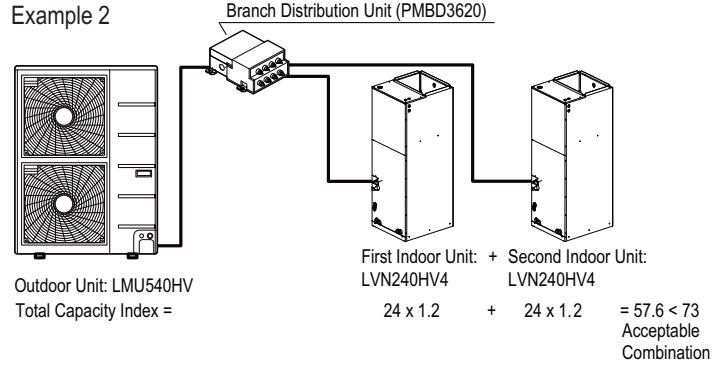 Example 2
Branch Distribution Unit (PMBD3620)
First Indoor Unit: + Second Indoor Unit:
LVN240HV4 LVN240HV4
Outdoor Unit: LMU540HV
Total Capacity Index = 24 x 1.2 + 24 x 1.2 = 57.6 < 73
Acceptable
Combination